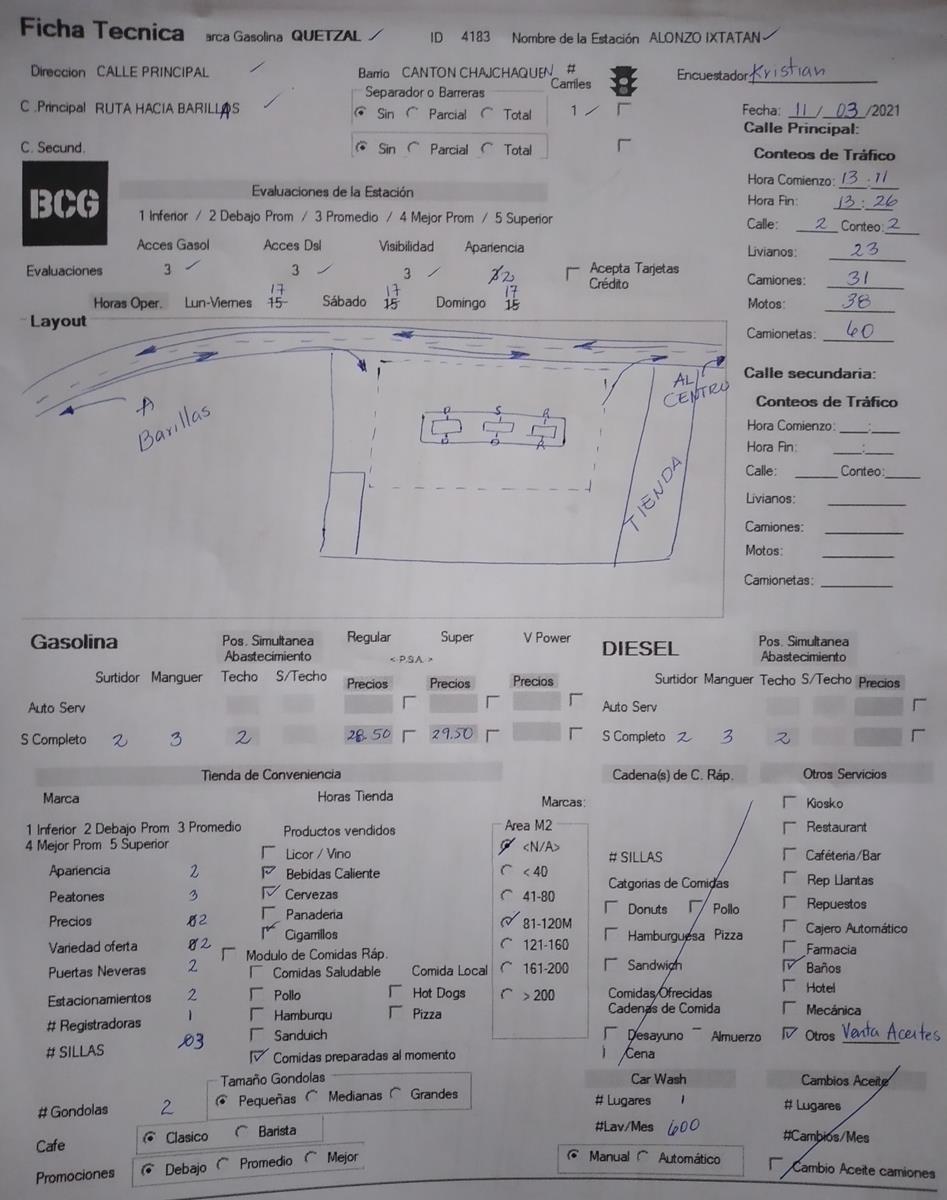 Ficha Tecnica arca Gasolina QUETZAL ID 4183 Nombre de la Estación ALONZO IXTATAN
Direccion CALLE PRINCIPAL Barrio CANTON CHAJCHAQUEN # Carriles Encuestador Kristian
C .Principal RUTA HACIA BARILLAS Separador o Barreras Sin Parcial Total 1 Fecha: 11/03/2021
C. Secund. Sin Parcial Total
Calle Principal:
Conteos de Tráfico
Hora Comienzo: 13:11
Hora Fin: 13:26
Calle: 2 Conteo: 2
Livianos: 23
Camiones: 31
Motos: 38
Camionetas: 60
Calle secundaria:
Conteos de Tráfico
Hora Comienzo: __:__
Hora Fin: __:__
Calle: ____ Conteo:____
Livianos:
Camiones:
Motos:
Camionetas:
BCG
Evaluaciones de la Estación
1 Inferior / 2 Debajo Prom / 3 Promedio / 4 Mejor Prom / 5 Superior
Acces Gasol Acces Dsl Visibilidad Apariencia
Evaluaciones 3 3 3 2 Acepta Tarjetas Crédito
17 17 17
Horas Oper. Lun-Viernes 15 Sábado 15 Domingo 15
Layout
A Barillas
AL CENTRO
D S R
D D R
TIENDA
Gasolina Pos. Simultanea Abastecimiento Regular Super V Power
< P.S.A. >
Surtidor Manguer Techo S/Techo Precios Precios Precios
Auto Serv
S Completo 2 3 2 28.50 29.50
DIESEL Pos. Simultanea Abastecimiento
Surtidor Manguer Techo S/Techo Precios
Auto Serv
S Completo 2 3 2
Tienda de Conveniencia
Marca Horas Tienda Marcas:
1 Inferior 2 Debajo Prom 3 Promedio
4 Mejor Prom 5 Superior
Apariencia 2
Peatones 3
Precios 02
Variedad oferta 02
Puertas Neveras 2
Estacionamientos 2
# Registradoras 1
# SILLAS 03
Productos vendidos
Licor / Vino
Bebidas Caliente
Cervezas
Panaderia
Cigarrillos
Modulo de Comidas Ráp.
Comidas Saludable Comida Local
Pollo Hot Dogs
Hamburqu Pizza
Sanduich
Comidas preparadas al momento
Area M2
<N/A>
< 40
41-80
81-120M
121-160
161-200
> 200
# Gondolas 2 Tamaño Gondolas Pequeñas Medianas Grandes
Cafe Clasico Barista
Promociones Debajo Promedio Mejor
Cadena(s) de C. Ráp.
# SILLAS
Catgorias de Comidas
Donuts Pollo
Hamburguesa Pizza
Sandwich
Comidas Ofrecidas
Cadenas de Comida
Desayuno Almuerzo
Cena
Car Wash
# Lugares 1
#Lav/Mes 600
Manual Automático
Otros Servicios
Kiosko
Restaurant
Caféteria/Bar
Rep Llantas
Repuestos
Cajero Automático
Farmacia
Baños
Hotel
Mecánica
Otros Venta Aceites
Cambios Aceite
# Lugares
#Cambios/Mes
Cambio Aceite camiones